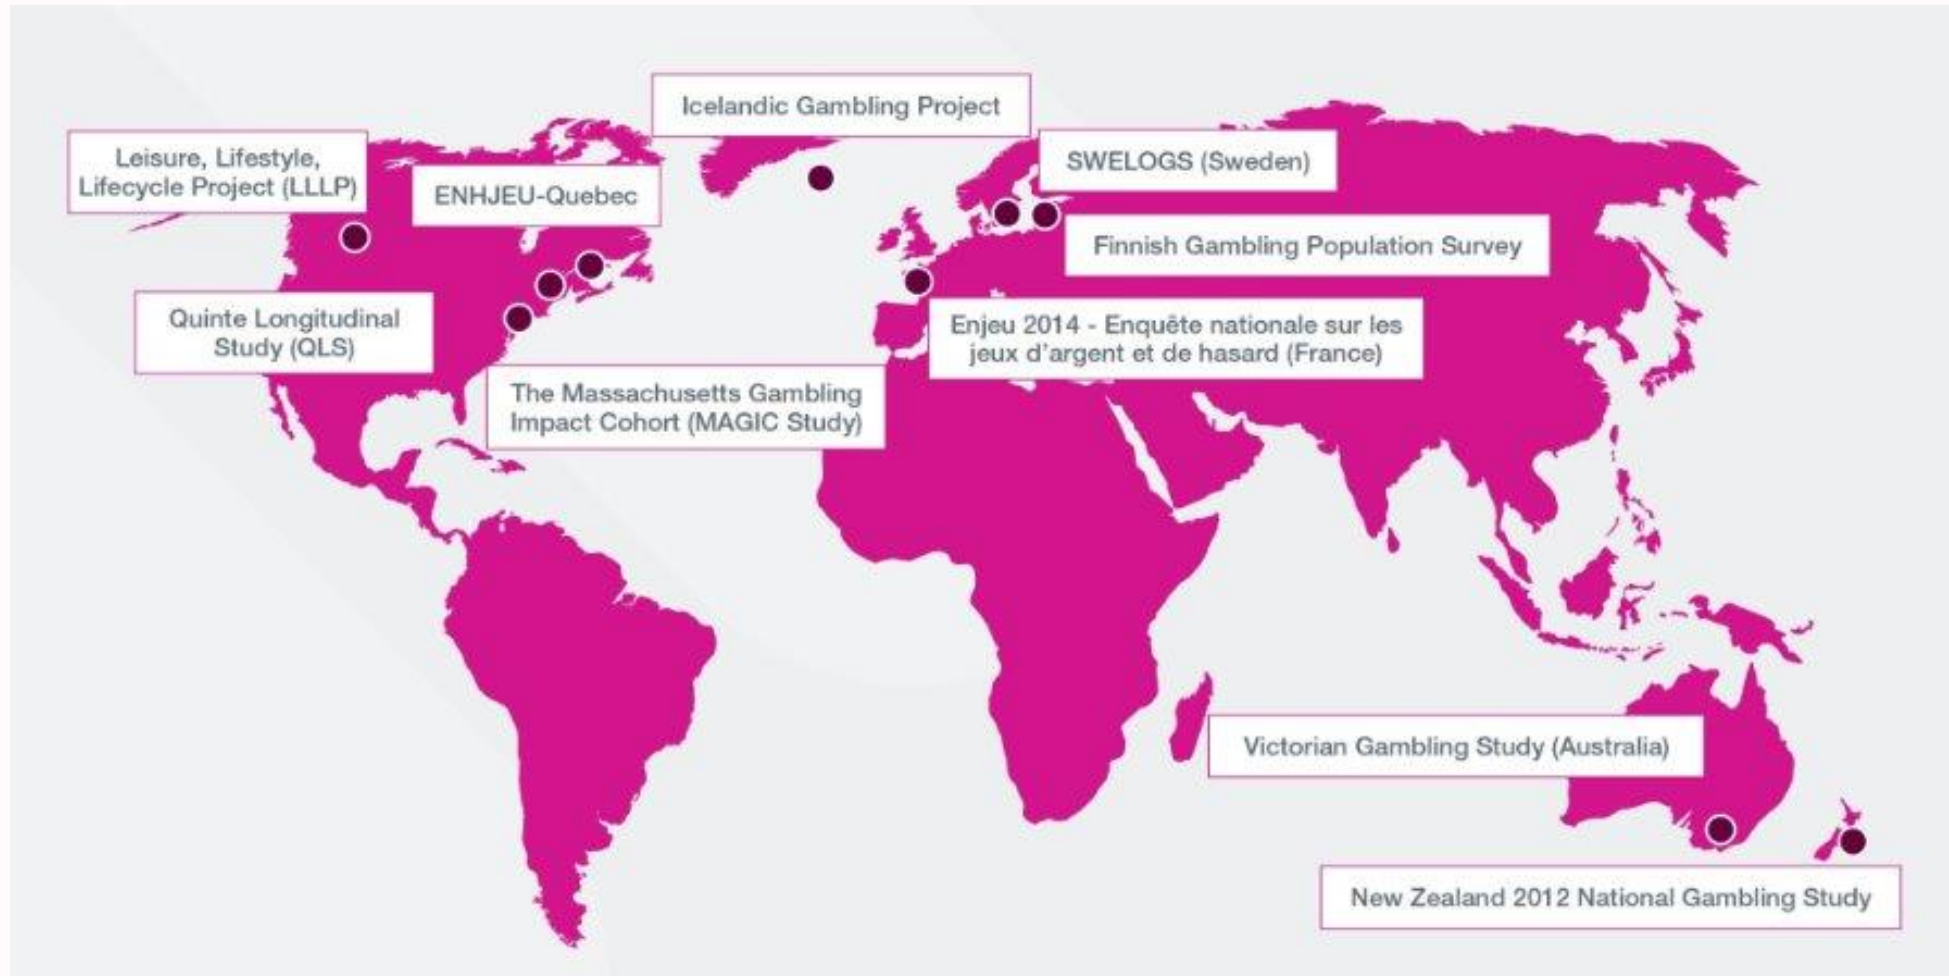 Icelandic Gambling Project
Leisure, Lifestyle,
Lifecycle Project (LLLP)
ENHJEU-Quebec
SWELOGS (Sweden)
Finnish Gambling Population Survey
Quinte Longitudinal
Study (QLS)
Enjeu 2014 - Enquête nationale sur les
jeux d'argent et de hasard (France)
The Massachusetts Gambling
Impact Cohort (MAGIC Study)
Victorian Gambling Study (Australia)
New Zealand 2012 National Gambling Study